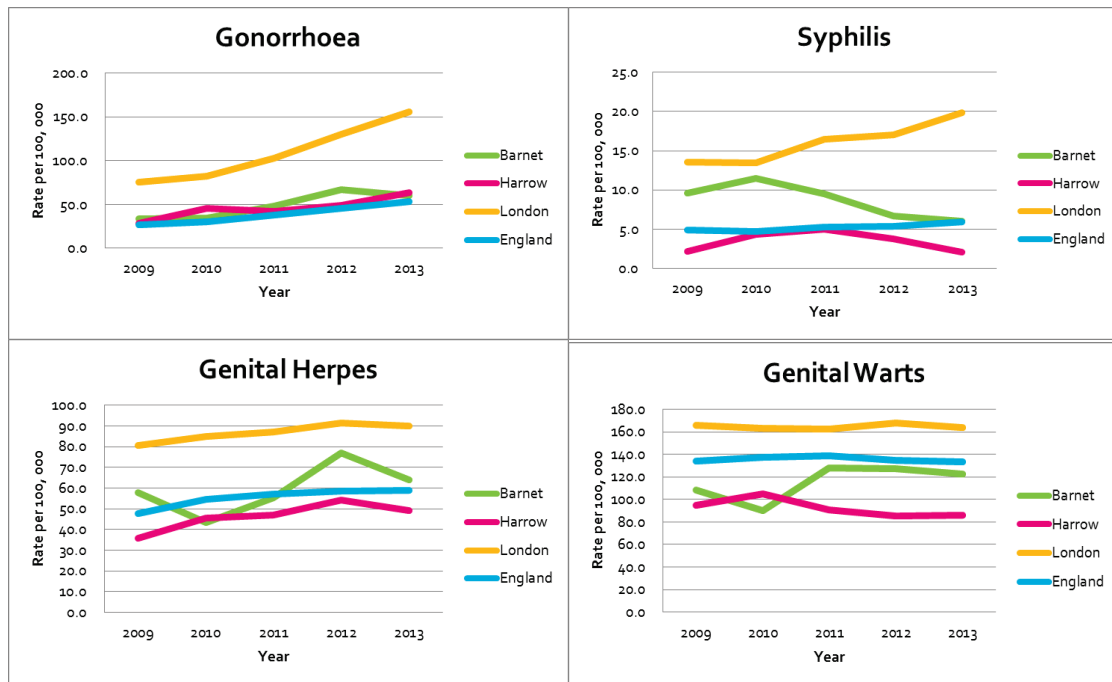 Gonorrhoea
Rate per 100, 000
200.0
150.0
100.0
50.0
0.0
2009 2010 2011 2012 2013
Year
Barnet
Harrow
London
England
Syphilis
Rate per 100, 000
25.0
20.0
15.0
10.0
5.0
0.0
2009 2010 2011 2012 2013
Year
Barnet
Harrow
London
England
Genital Herpes
Rate per 100, 000
100.0
90.0
80.0
70.0
60.0
50.0
40.0
30.0
20.0
10.0
0.0
2009 2010 2011 2012 2013
Year
Barnet
Harrow
London
England
Genital Warts
Rate per 100, 000
180.0
160.0
140.0
120.0
100.0
80.0
60.0
40.0
20.0
0.0
2009 2010 2011 2012 2013
Year
Barnet
Harrow
London
England